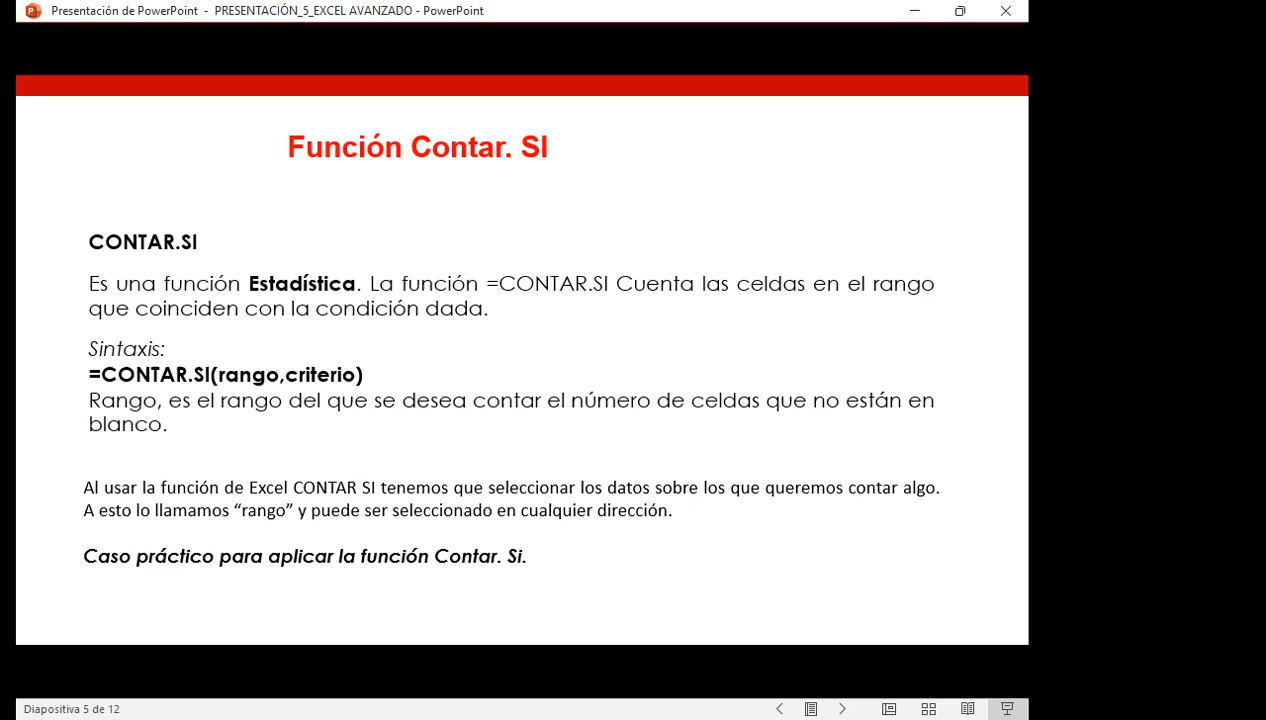 Presentación de PowerPoint - PRESENTACIÓN_5_EXCEL AVANZADO - PowerPoint
Función Contar. SI
CONTAR.SI
Es una función Estadística. La función =CONTAR.SI Cuenta las celdas en el rango
que coinciden con la condición dada.
Sintaxis:
=CONTAR.SI(rango,criterio)
Rango, es el rango del que se desea contar el número de celdas que no están en
blanco.
Al usar la función de Excel CONTAR SI tenemos que seleccionar los datos sobre los que queremos contar algo.
A esto lo llamamos “rango” y puede ser seleccionado en cualquier dirección.
Caso práctico para aplicar la función Contar. Si.
Diapositiva 5 de 12